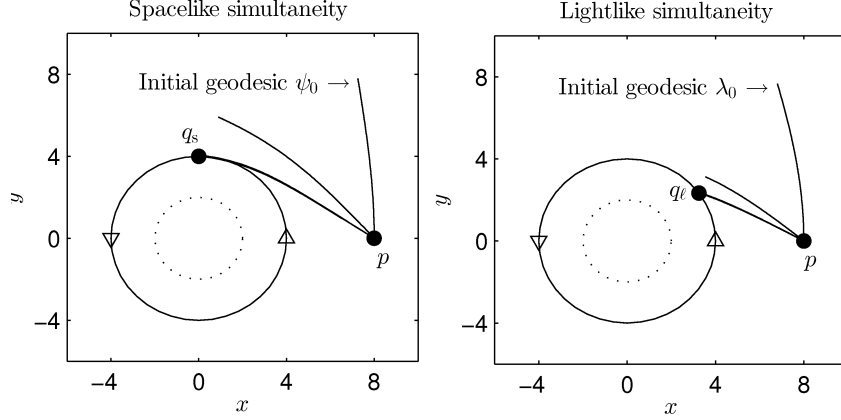 Spacelike simultaneity
8
Initial geodesic ψ₀ →
qₛ
4
y
0
p
−4
−4
0
4
8
x
Lightlike simultaneity
8
Initial geodesic λ₀ →
4
qℓ
y
0
p
−4
−4
0
4
8
x